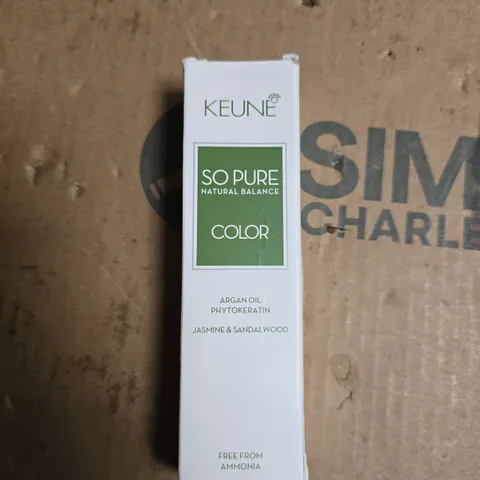 KEUNE
SO PURE
NATURAL BALANCE
COLOR
ARGAN OIL
PHYTOKERATIN
JASMINE & SANDALWOOD
FREE FROM
AMMONIA
SIM
CHARLE